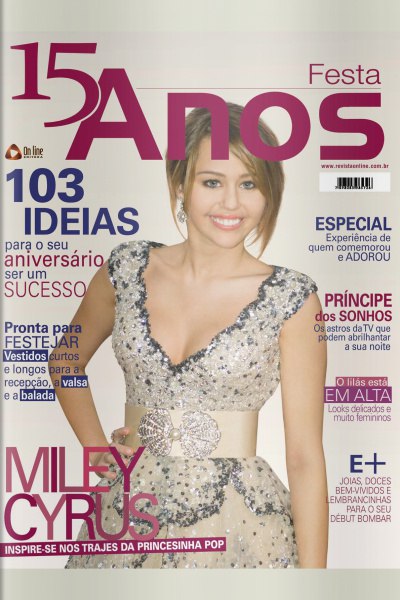 15 Anos
Festa
On line
EDITORA
www.revistaonline.com.br
103
IDEIAS
para o seu
aniversário
ser um
SUCESSO
Pronta para
FESTEJAR
Vestidos curtos
e longos para a
recepção, a valsa
e a balada
ESPECIAL
Experiência de
quem comemorou
e ADOROU
PRÍNCIPE
dos SONHOS
Os astros da TV que
podem abrilhantar
a sua noite
O lilás está
EM ALTA
Looks delicados e
muito femininos
E+
JOIAS, DOCES
BEM-VIVIDOS E
LEMBRANCINHAS
PARA O SEU
DÉBUT BOMBAR
MILEY
CYRUS
INSPIRE-SE NOS TRAJES DA PRINCESINHA POP